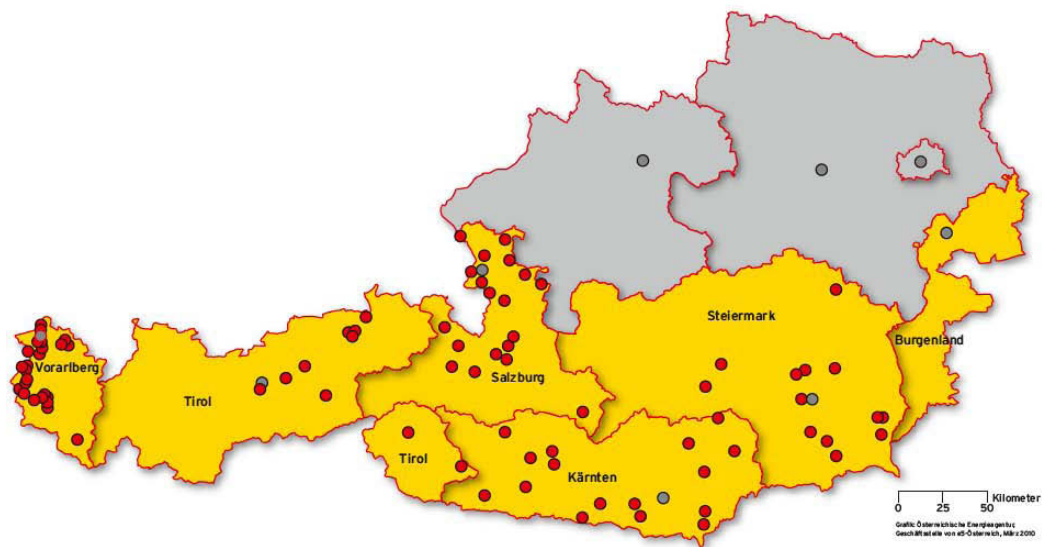 Steiermark
Burgenland
Vorarlberg
Salzburg
Tirol
Tirol
Kärnten
0 25 50 Kilometer
Grafik: Österreichische Energieagentur,
Geschäftsstelle von e5-Österreich, März 2010